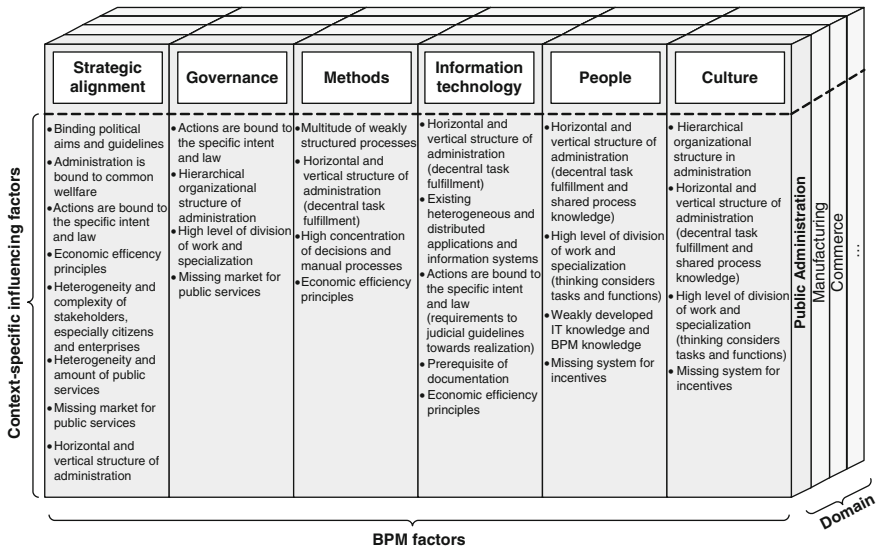 Strategic
alignment
Governance
Methods
Information
technology
People
Culture
Context-specific influencing factors
•Binding political
aims and guidelines
•Administration is
bound to common
wellfare
•Actions are bound to
the specific intent
and law
•Economic efficency
principles
•Heterogeneity and
complexity of
stakeholders,
especially citizens
and enterprises
•Heterogeneity and
amount of public
services
•Missing market for
public services
•Horizontal and
vertical structure of
administration
•Actions are bound to
the specific intent
and law
•Hierarchical
organizational
structure of
administration
•High level of division
of work and
specialization
•Missing market for
public services
•Multitude of weakly
structured processes
•Horizontal and
vertical structure of
administration
(decentral task
fulfillment)
•High concentration
of decisions and
manual processes
•Economic efficiency
principles
•Horizontal and
vertical structure of
administration
(decentral task
fulfillment)
•Existing
heterogeneous and
distributed
applications and
information systems
•Actions are bound to
the specific intent
and law
(requirements to
judicial guidelines
towards realization)
•Prerequisite of
documentation
•Economic efficiency
principles
•Horizontal and
vertical structure of
administration
(decentral task
fulfillment and
shared process
knowledge)
•High level of division
of work and
specialization
(thinking considers
tasks and functions)
•Weakly developed
IT knowledge and
BPM knowledge
•Missing system for
incentives
•Hierarchical
organizational
structure in
administration
•Horizontal and
vertical structure of
administration
(decentral task
fulfillment and
shared process
knowledge)
•High level of division
of work and
specialization
(thinking considers
tasks and functions)
•Missing system for
incentives
Public Administration
Manufacturing
Commerce
...
Domain
BPM factors